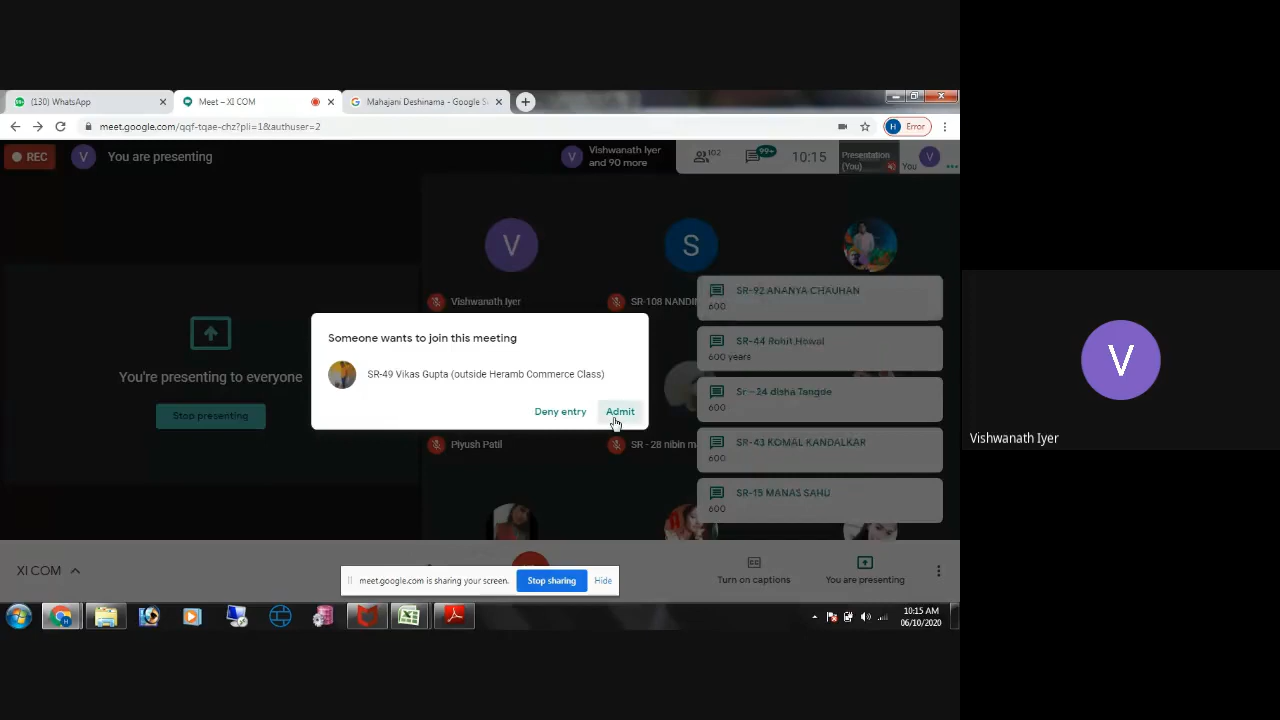 (130) WhatsApp
Meet – XI COM
Mahajani Deshinama - Google S
meet.google.com/qqf-tqae-chz?pli=1&authuser=2
H
Error
REC
V
You are presenting
V
Vishwanath Iyer
and 90 more
102
99+
10:15
Presentation
(You)
You
V
V
S
Vishwanath Iyer
SR-108 NANDIN
SR-92 ANANYA CHAUHAN
600
SR-44 Rohit Howal
600 years
Sr -24 disha Tangde
600
SR-43 KOMAL KANDALKAR
600
SR-15 MANAS SAHU
600
Someone wants to join this meeting
SR-49 Vikas Gupta (outside Heramb Commerce Class)
Deny entry
Admit
You're presenting to everyone
Stop presenting
Piyush Patil
SR - 28 nibin m
V
Vishwanath Iyer
XI COM
meet.google.com is sharing your screen.
Stop sharing
Hide
Turn on captions
You are presenting
10:15 AM
06/10/2020